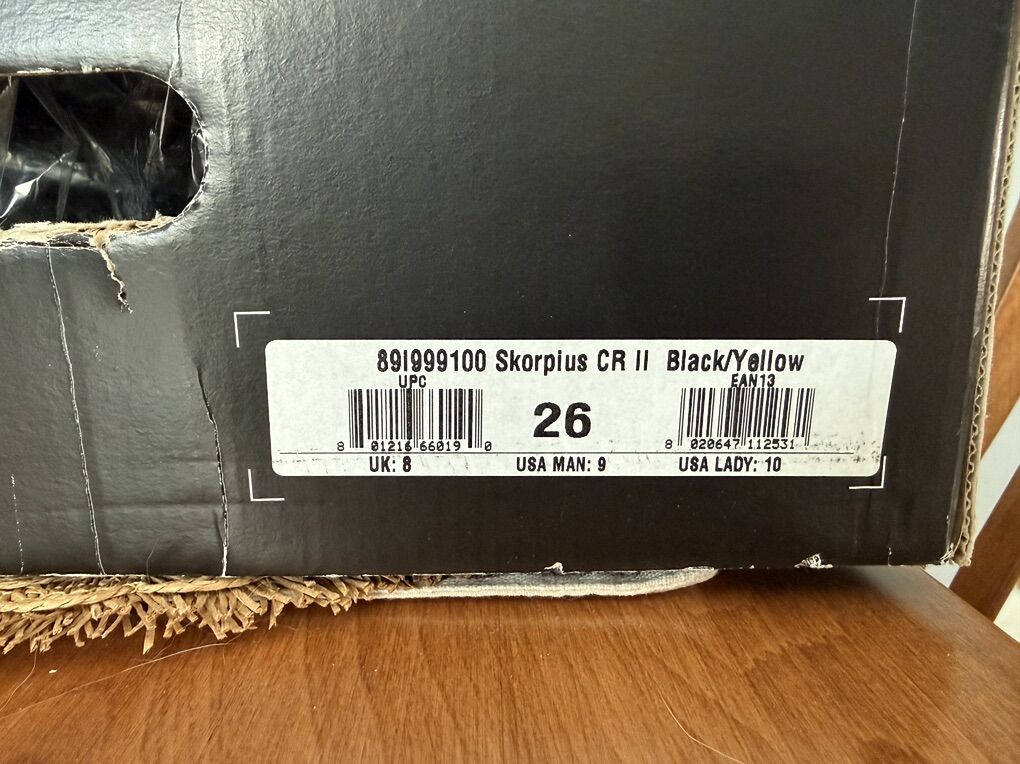 89I999100 Skorpius CR II Black/Yellow
UPC
EAN13
26
8 01216 66019 0
8 020647 112531
UK: 8 USA MAN: 9 USA LADY: 10